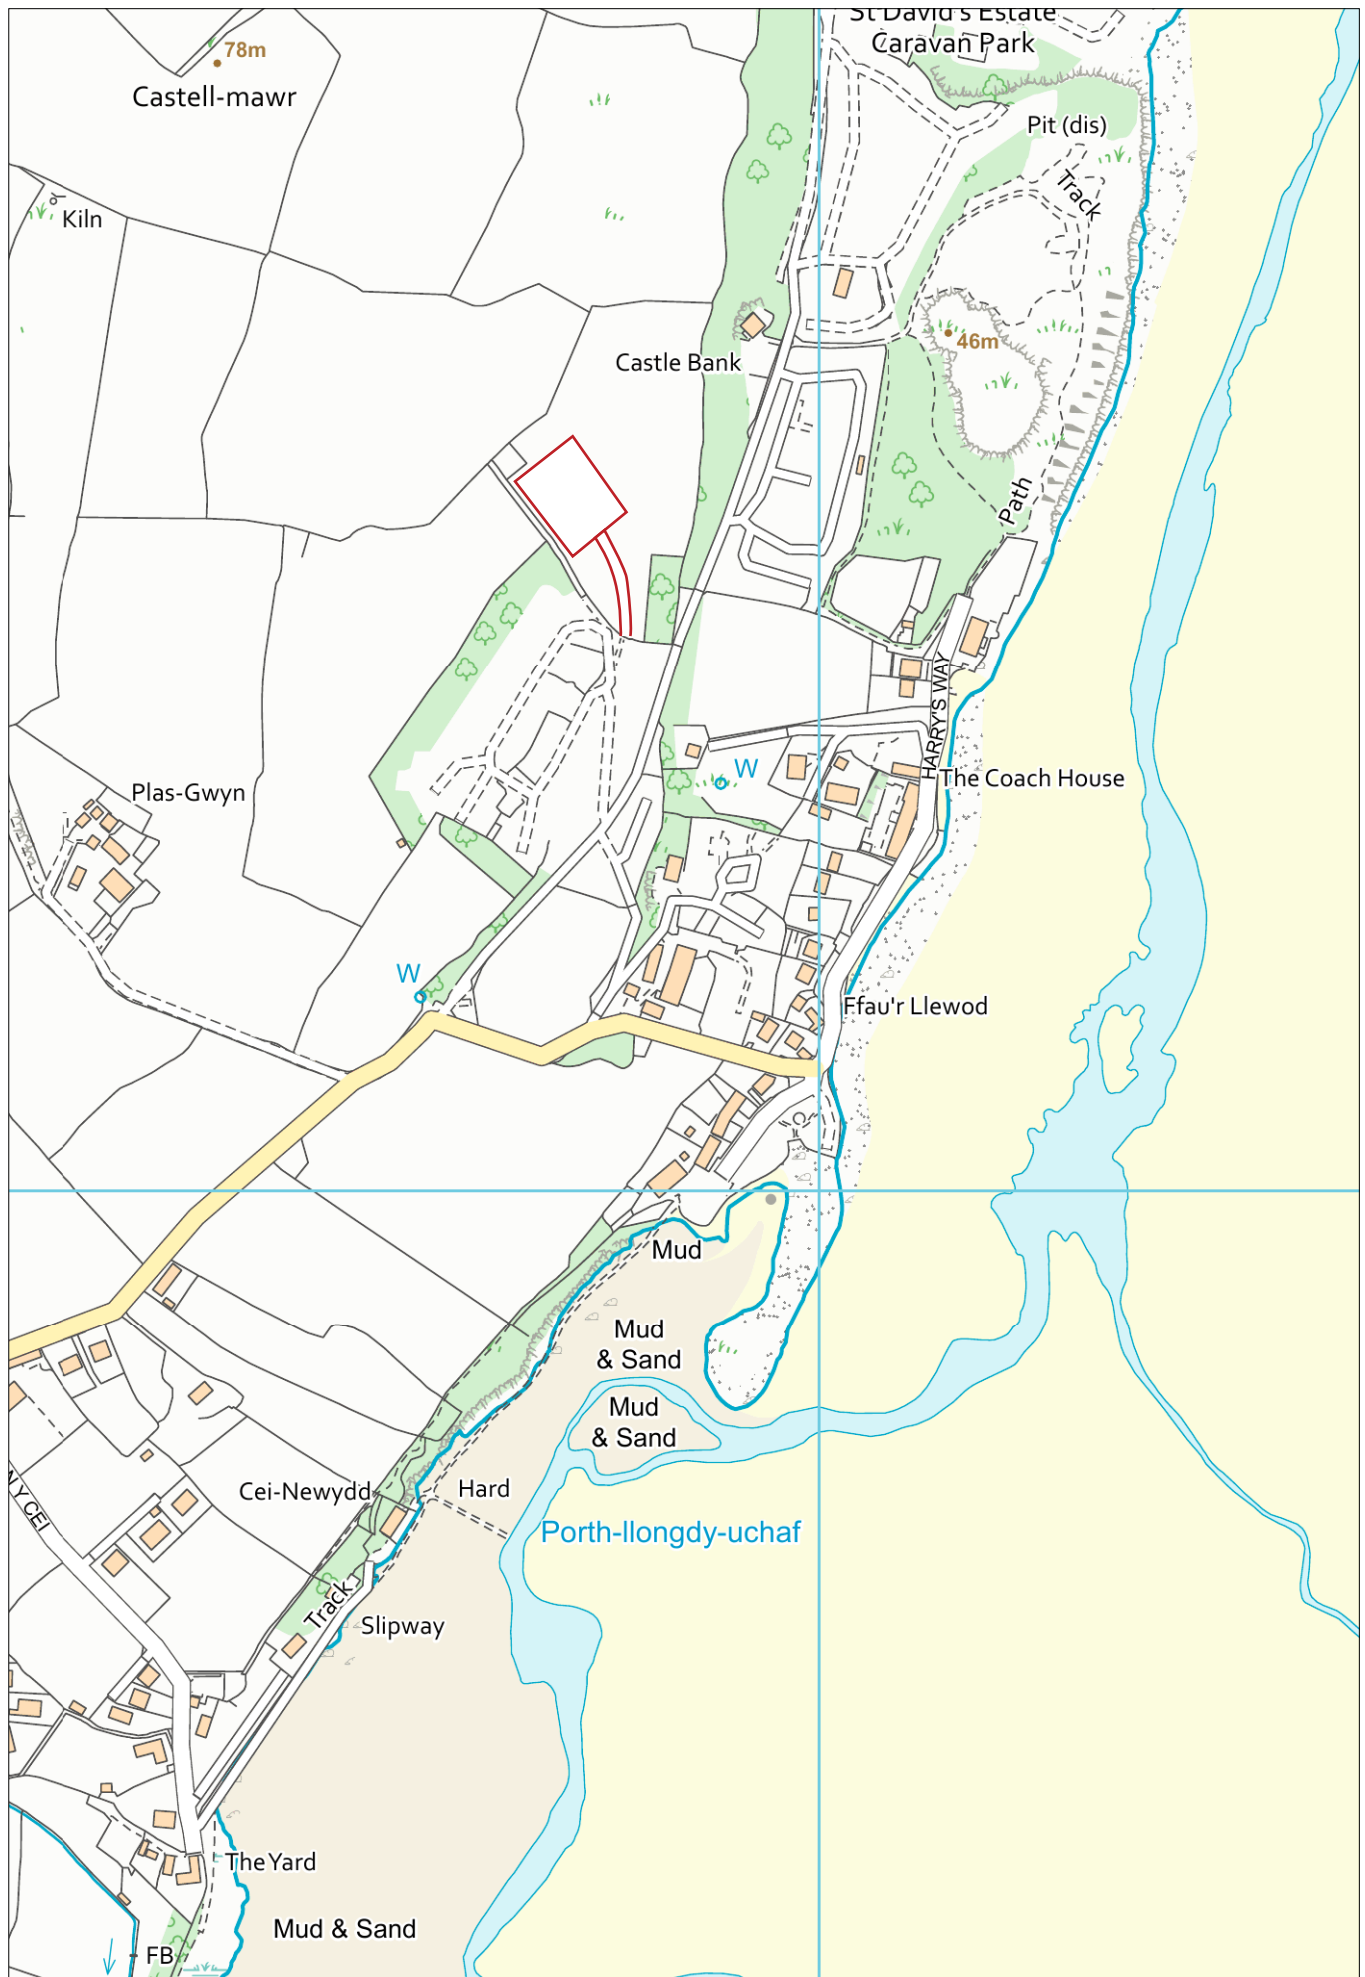 St David's Estate
Caravan Park
78m
Castell-mawr
Pit (dis)
Track
Kiln
46m
Castle Bank
Path
HARRY'S WAY
W
The Coach House
Plas-Gwyn
W
Ffau'r Llewod
Mud
Mud
& Sand
Mud
& Sand
Cei-Newydd
Hard
N Y CEI
Porth-llongdy-uchaf
Track
Slipway
The Yard
Mud & Sand
FB